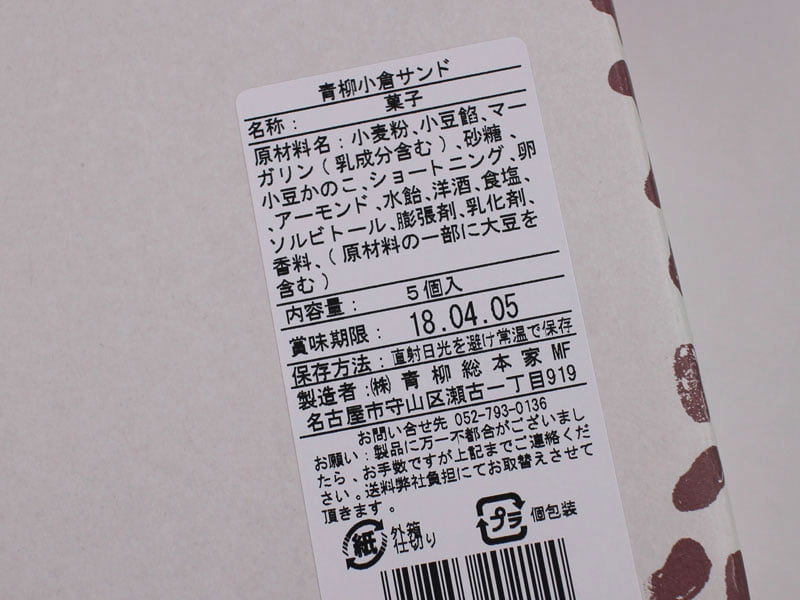 青柳小倉サンド
名称： 菓子
原材料名：小麦粉、小豆餡、マー
ガリン(乳成分含む)、砂糖、
小豆かのこ、ショートニング、卵
、アーモンド、水飴、洋酒、食塩、
ソルビトール、膨張剤、乳化剤、
香料、(原材料の一部に大豆を
含む)
内容量： 5個入
賞味期限： 18.04.05
保存方法：直射日光を避け常温で保存
製造者：㈱青柳総本家 MF
名古屋市守山区瀬古一丁目919
お問い合せ先 052-793-0136
お願い：製品に万一不都合がございまし
たら、お手数ですが上記までご連絡くだ
さい。送料弊社負担にてお取替えさせて
頂きます。
紙 外箱 プラ 個包装
仕切り